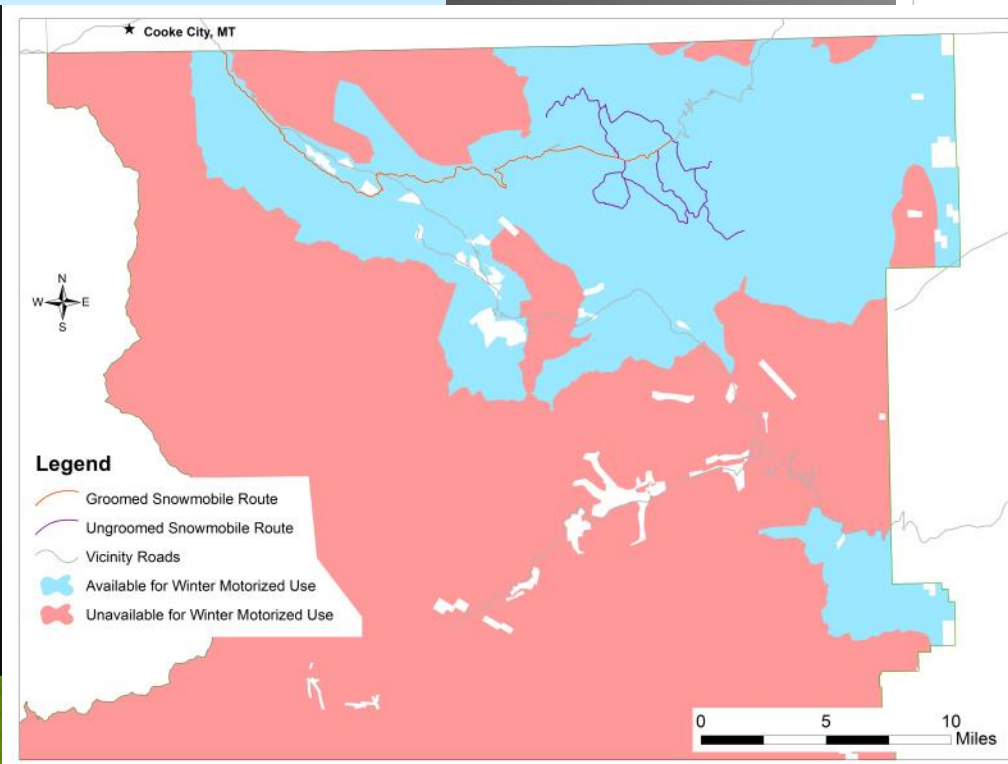 Cooke City, MT
N
W E
S
Legend
Groomed Snowmobile Route
Ungroomed Snowmobile Route
Vicinity Roads
Available for Winter Motorized Use
Unavailable for Winter Motorized Use
0 5 10
Miles